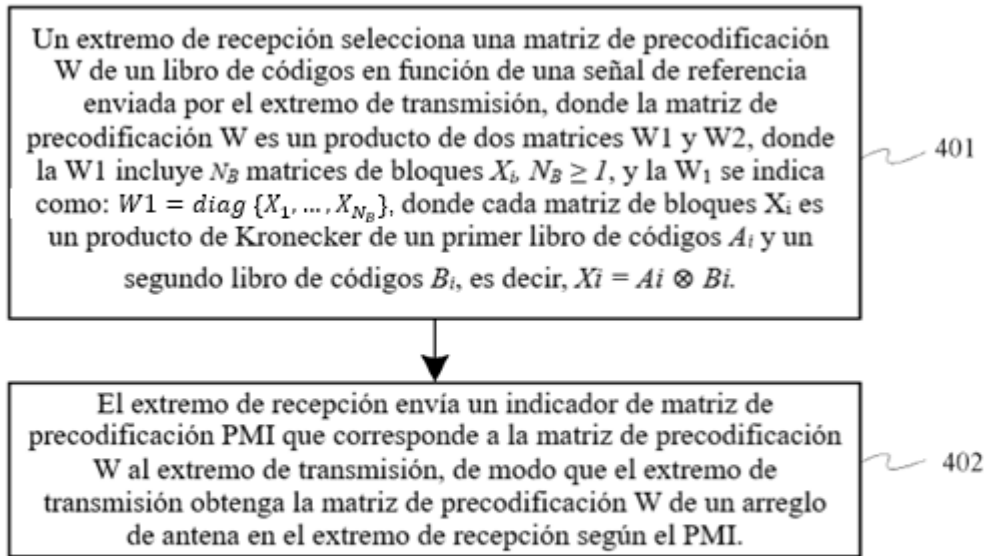 Un extremo de recepción selecciona una matriz de precodificación
W de un libro de códigos en función de una señal de referencia
enviada por el extremo de transmisión, donde la matriz de
precodificación W es un producto de dos matrices W1 y W2, donde
la W1 incluye N_B matrices de bloques X_i, N_B ≥ 1, y la W₁ se indica
como: W1 = diag {X_1, ..., X_{N_B}}, donde cada matriz de bloques X_i es
un producto de Kronecker de un primer libro de códigos A_i y un
segundo libro de códigos B_i, es decir, Xi = Ai ⊗ Bi.
401
El extremo de recepción envía un indicador de matriz de
precodificación PMI que corresponde a la matriz de precodificación
W al extremo de transmisión, de modo que el extremo de
transmisión obtenga la matriz de precodificación W de un arreglo
de antena en el extremo de recepción según el PMI.
402